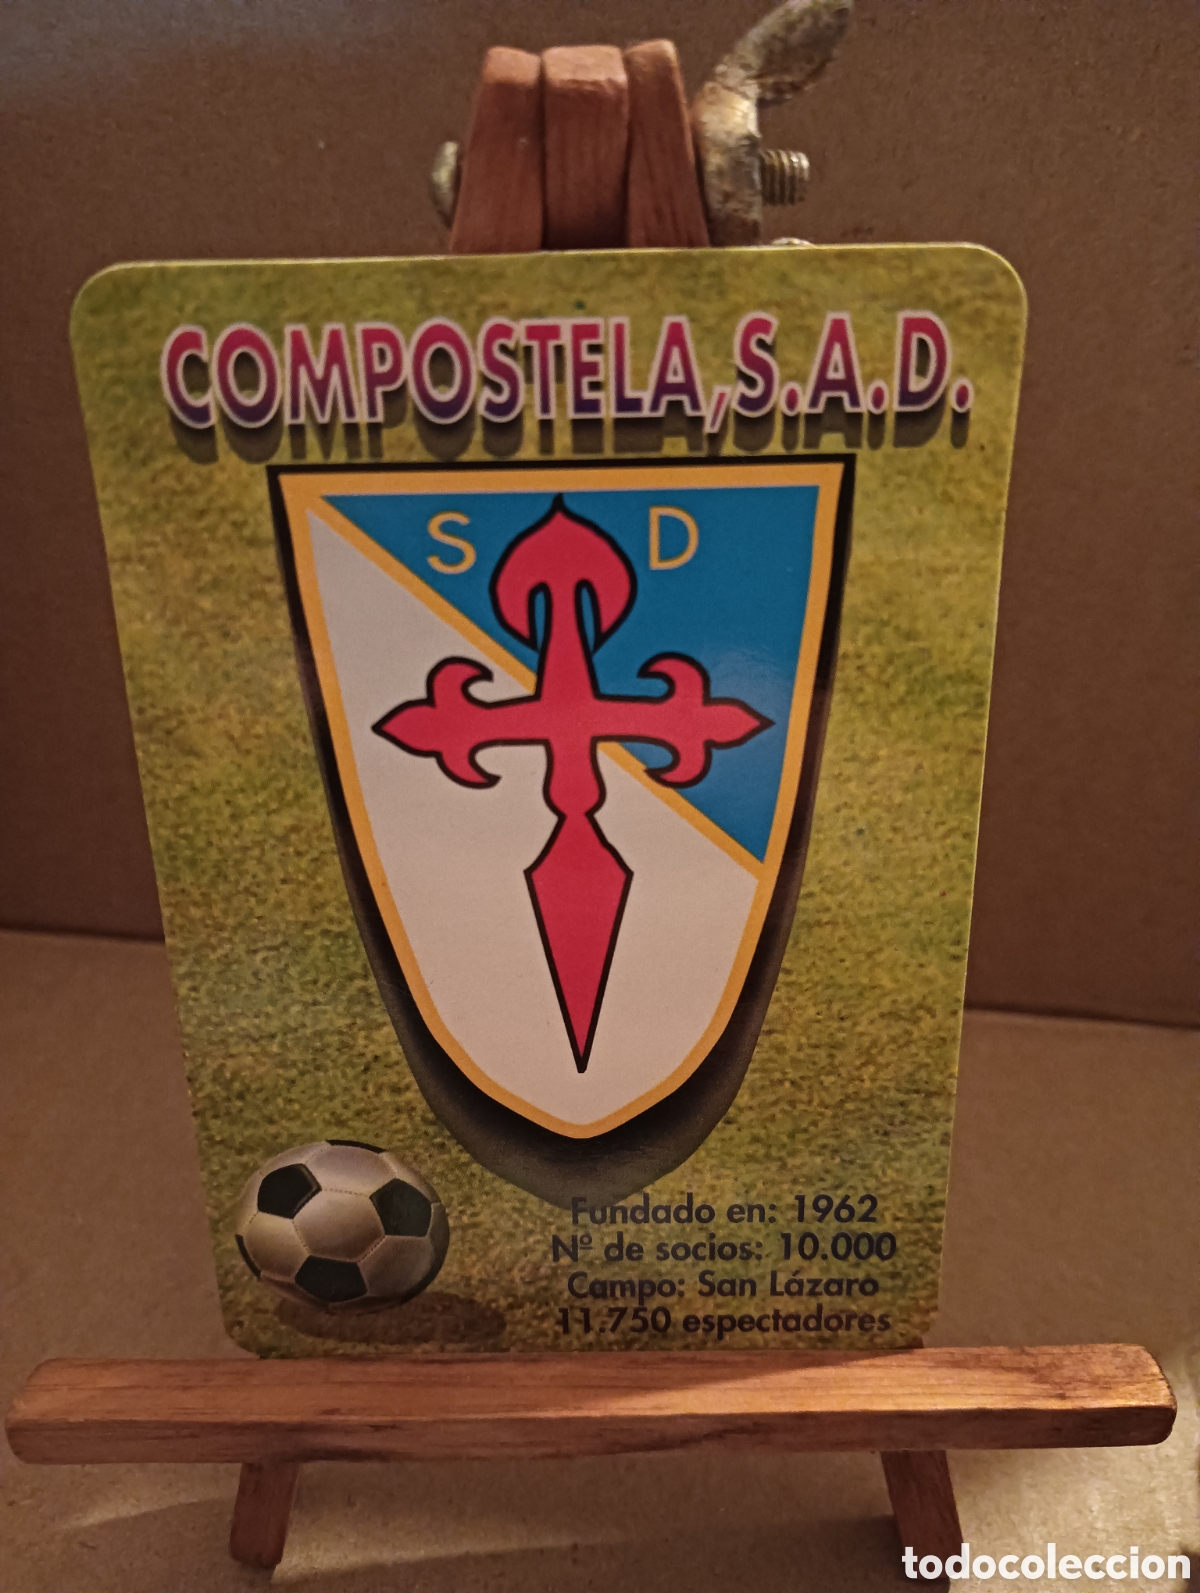 COMPOSTELA, S.A.D.
S D
Fundado en: 1962
Nº de socios: 10.000
Campo: San Lázaro
11.750 espectadores
todocoleccion